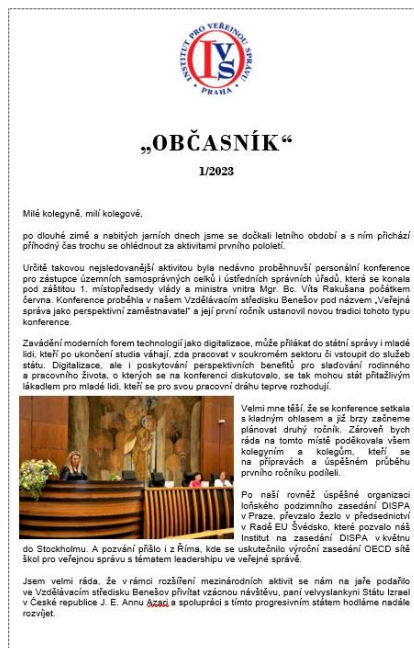 INSTITUT PRO VEŘEJNOU SPRÁVU
IVS
• PRAHA •
„OBČASNÍK“
1/2023
Milé kolegyně, milí kolegové,
po dlouhé zimě a nabitých jarních dnech jsme se dočkali letního období a s ním přichází
příhodný čas trochu se ohlédnout za aktivitami prvního pololetí.
Určitě takovou nejsledovanější aktivitou byla nedávno proběhnuvší personální konference
pro zástupce územních samosprávných celků i ústředních správních úřadů, která se konala
pod záštitou 1. místopředsedy vlády a ministra vnitra Mgr. Bc. Víta Rakušana počátkem
června. Konference proběhla v našem Vzdělávacím středisku Benešov pod názvem „Veřejná
správa jako perspektivní zaměstnavatel“ a její první ročník ustanovil novou tradici tohoto typu
konference.
Zavádění moderních forem technologií jako digitalizace, může přilákat do státní správy i mladé
lidi, kteří po ukončení studia váhají, zda pracovat v soukromém sektoru či vstoupit do služeb
státu. Digitalizace, ale i poskytování perspektivních benefitů pro slaďování rodinného
a pracovního života, o kterých se na konferenci diskutovalo, se tak mohou stát přitažlivým
lákadlem pro mladé lidi, kteří se pro svou pracovní dráhu teprve rozhodují.
Velmi mne těší, že se konference setkala
s kladným ohlasem a již brzy začneme
plánovat druhý ročník. Zároveň bych
ráda na tomto místě poděkovala všem
kolegyním a kolegům, kteří se
na přípravách a úspěšném průběhu
prvního ročníku podíleli.
Po naší rovněž úspěšné organizaci
loňského podzimního zasedání DISPA
v Praze, převzalo žezlo v předsednictví
v Radě EU Švédsko, které pozvalo náš
Institut na zasedání DISPA v květnu
do Stockholmu. A pozvání přišlo i z Říma, kde se uskutečnilo výroční zasedání OECD sítě
škol pro veřejnou správu s tématem leadershipu ve veřejné správě.
Jsem velmi ráda, že v rámci rozšíření mezinárodních aktivit se nám na jaře podařilo
ve Vzdělávacím středisku Benešov přivítat vzácnou návštěvu, paní velvyslankyni Státu Izrael
v České republice J. E. Annu Azari a spolupráci s tímto progresivním státem hodláme nadále
rozvíjet.